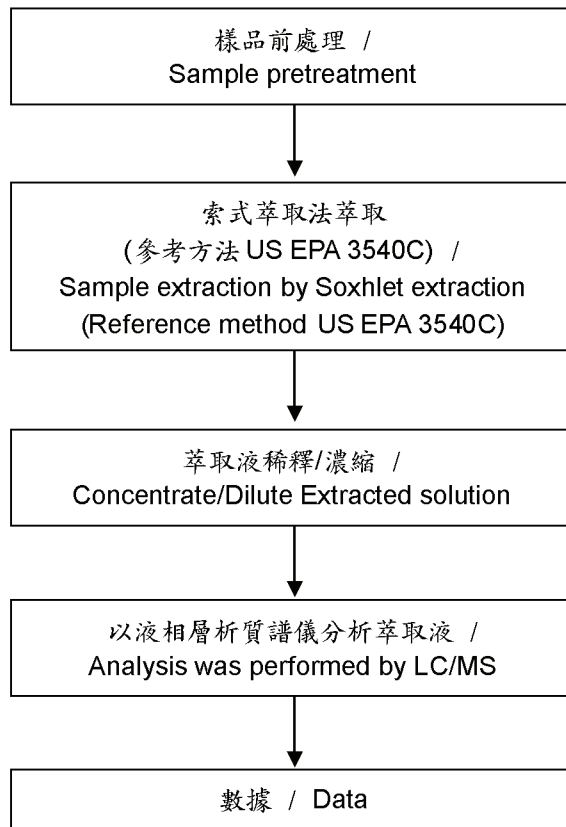 樣品前處理 /
Sample pretreatment
索式萃取法萃取
(參考方法 US EPA 3540C) /
Sample extraction by Soxhlet extraction
(Reference method US EPA 3540C)
萃取液稀釋/濃縮 /
Concentrate/Dilute Extracted solution
以液相層析質譜儀分析萃取液 /
Analysis was performed by LC/MS
數據 / Data